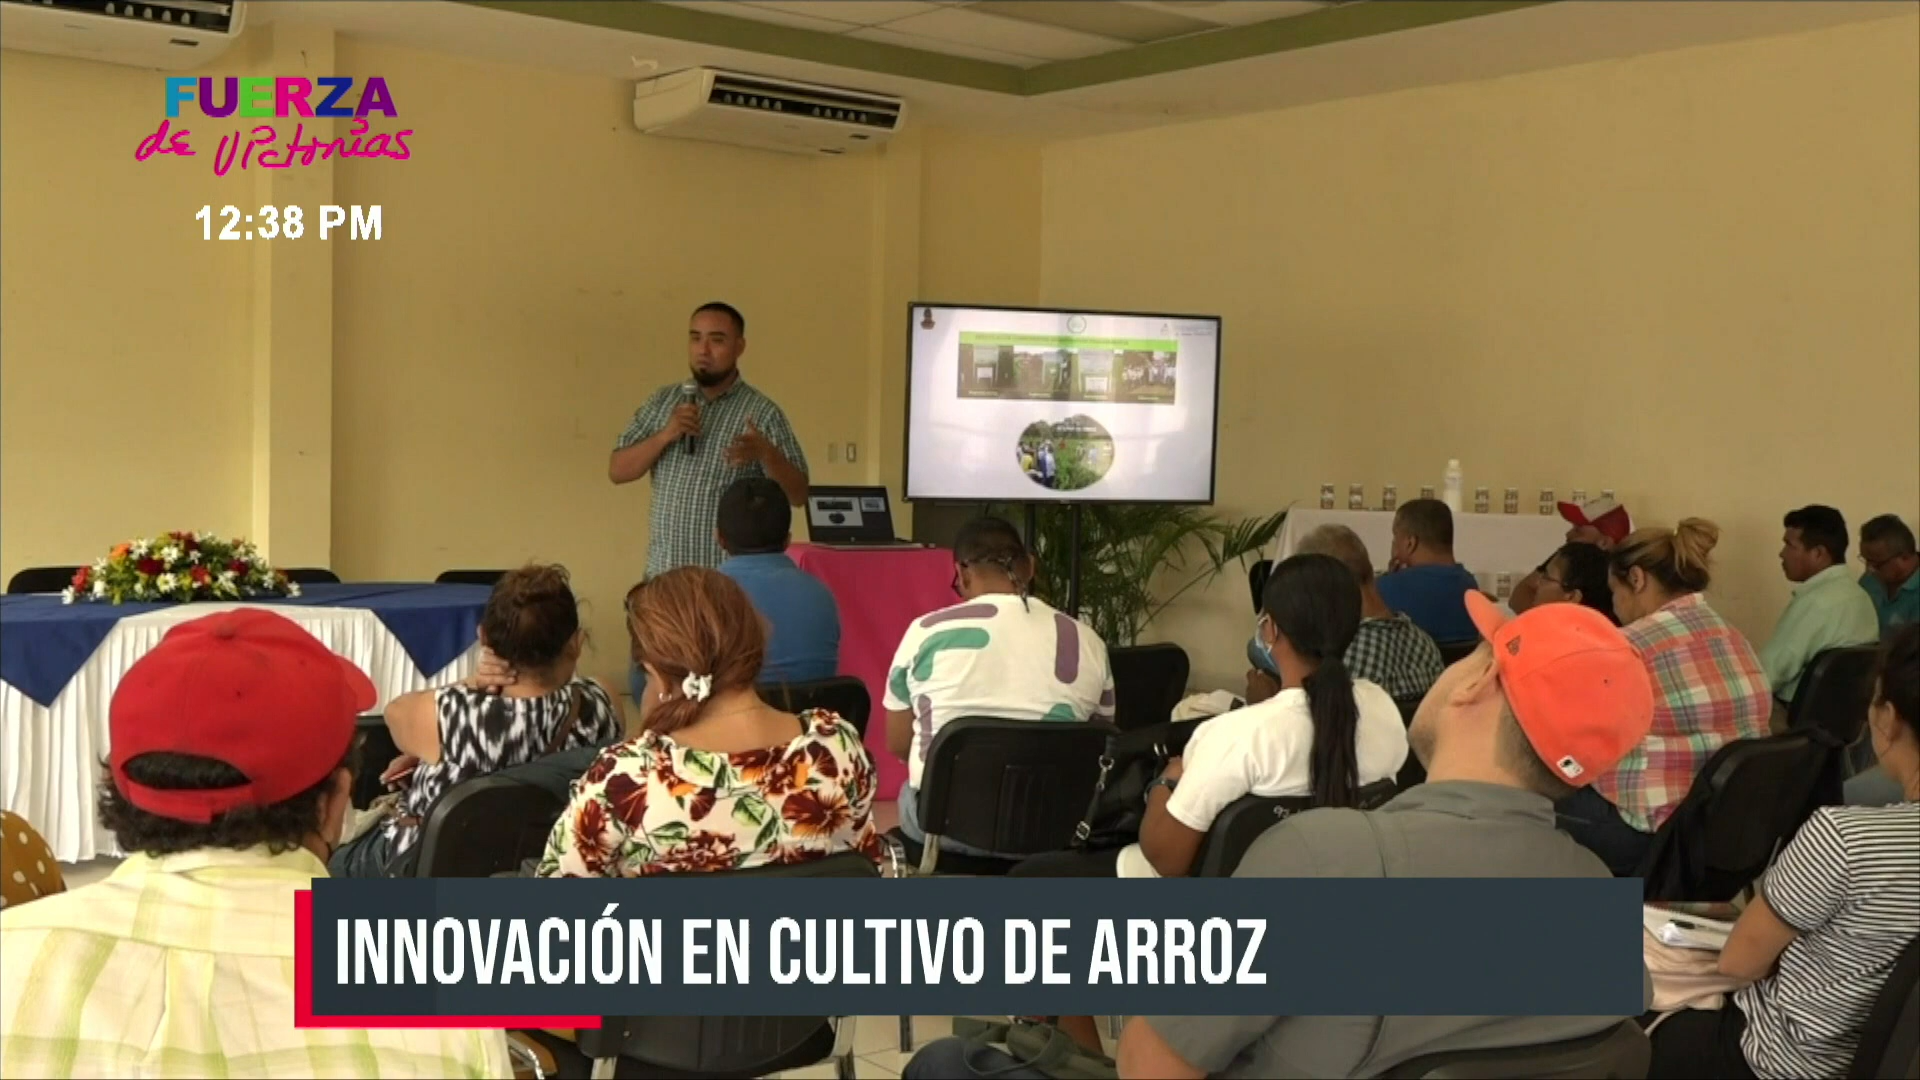 FUERZA
de Victorias
12:38 PM
INNOVACIÓN EN CULTIVO DE ARROZ